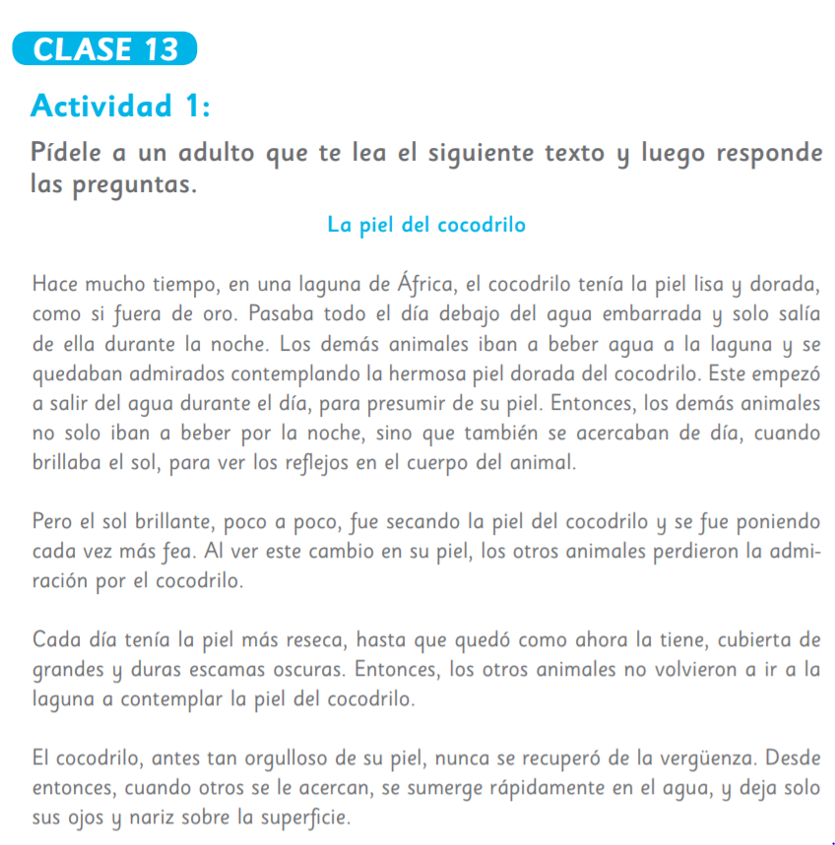 CLASE 13
Actividad 1:
Pídele a un adulto que te lea el siguiente texto y luego responde
las preguntas.
La piel del cocodrilo
Hace mucho tiempo, en una laguna de África, el cocodrilo tenía la piel lisa y dorada,
como si fuera de oro. Pasaba todo el día debajo del agua embarrada y solo salía
de ella durante la noche. Los demás animales iban a beber agua a la laguna y se
quedaban admirados contemplando la hermosa piel dorada del cocodrilo. Este empezó
a salir del agua durante el día, para presumir de su piel. Entonces, los demás animales
no solo iban a beber por la noche, sino que también se acercaban de día, cuando
brillaba el sol, para ver los reflejos en el cuerpo del animal.
Pero el sol brillante, poco a poco, fue secando la piel del cocodrilo y se fue poniendo
cada vez más fea. Al ver este cambio en su piel, los otros animales perdieron la admi-
ración por el cocodrilo.
Cada día tenía la piel más reseca, hasta que quedó como ahora la tiene, cubierta de
grandes y duras escamas oscuras. Entonces, los otros animales no volvieron a ir a la
laguna a contemplar la piel del cocodrilo.
El cocodrilo, antes tan orgulloso de su piel, nunca se recuperó de la vergüenza. Desde
entonces, cuando otros se le acercan, se sumerge rápidamente en el agua, y deja solo
sus ojos y nariz sobre la superficie.